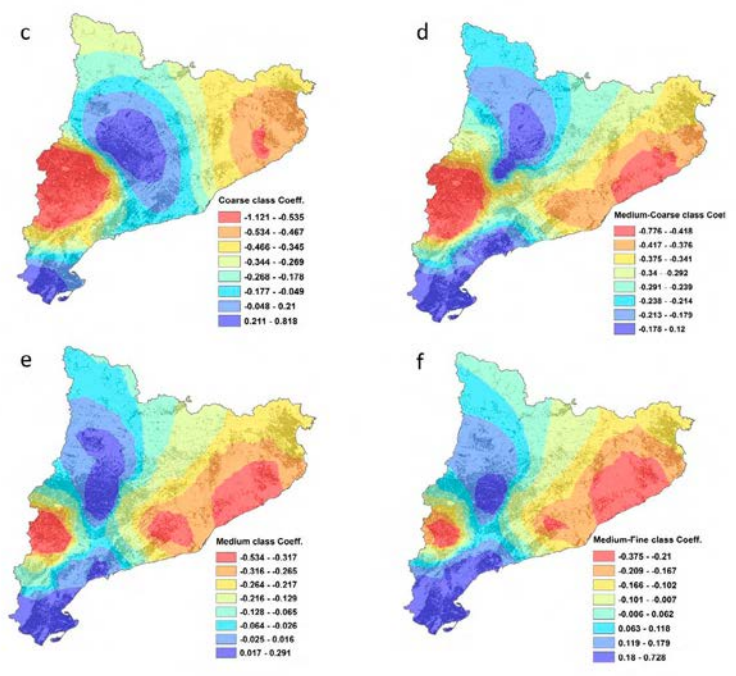 c
Coarse class Coeff.
-1.121 - -0.535
-0.534 - -0.467
-0.466 - -0.345
-0.344 - -0.269
-0.268 - -0.178
-0.177 - -0.049
-0.048 - 0.21
0.211 - 0.818
d
Medium-Coarse class Coef
-0.776 - -0.418
-0.417 - -0.376
-0.375 - -0.341
-0.34 - -0.292
-0.291 - -0.239
-0.238 - -0.214
-0.213 - -0.179
-0.178 - 0.12
e
Medium class Coeff.
-0.534 - -0.317
-0.316 - -0.265
-0.264 - -0.217
-0.216 - -0.129
-0.128 - -0.065
-0.064 - -0.026
-0.025 - 0.016
0.017 - 0.291
f
Medium-Fine class Coeff.
-0.375 - -0.21
-0.209 - -0.167
-0.166 - -0.102
-0.101 - -0.007
-0.006 - 0.062
0.063 - 0.118
0.119 - 0.179
0.18 - 0.728